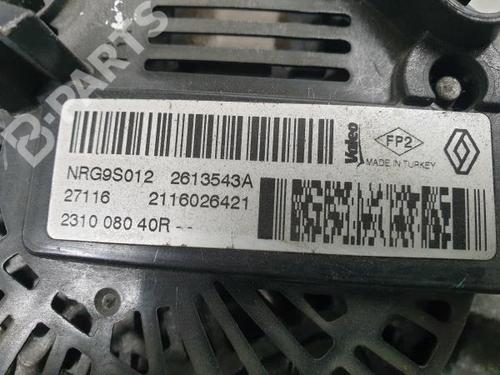 B-PARTS
Valeo
FP2
MADE IN TURKEY
NRG9S012 2613543A
27116 2116026421
2310 080 40R --